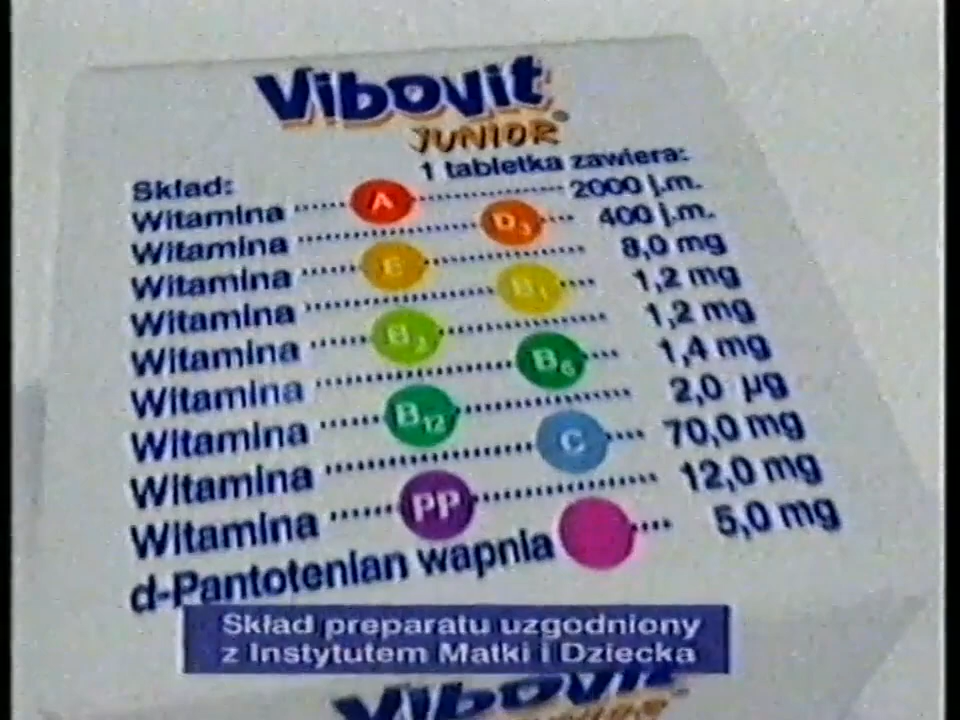 Vibovit
JUNIOR®
Skład: 1 tabletka zawiera:
Witamina ...... A .............. 2000 j.m.
Witamina .................... D3 .... 400 j.m.
Witamina ...... E .............. 8,0 mg
Witamina .................... B1 .... 1,2 mg
Witamina ...... B2 .............. 1,2 mg
Witamina .................... B6 .... 1,4 mg
Witamina ...... B12 .............. 2,0 µg
Witamina .................... C .... 70,0 mg
Witamina ...... PP .............. 12,0 mg
d-Pantotenian wapnia .... 5,0 mg
Skład preparatu uzgodniony
z Instytutem Matki i Dziecka
Vibovit
JUNIOR®